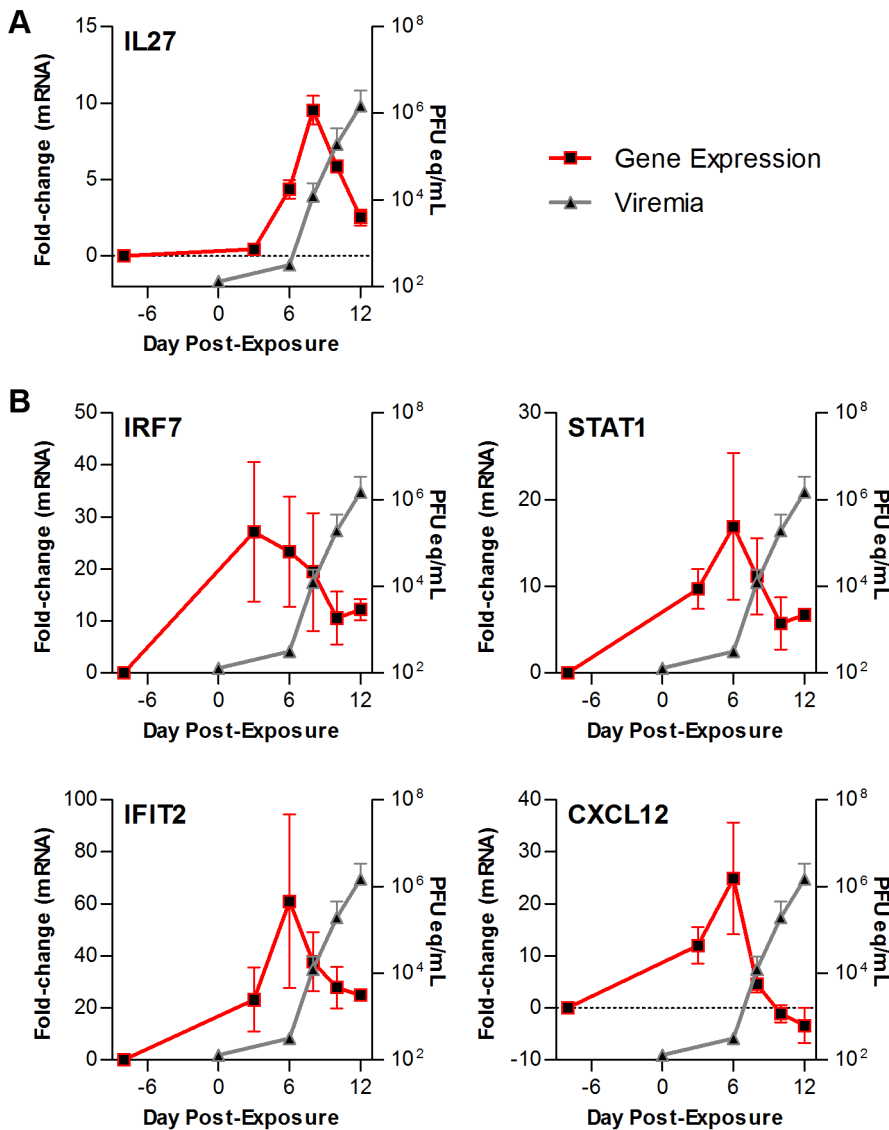 A
IL27
Fold-change (mRNA)
15
10
5
0
10^8
10^6
10^4
10^2
PFU eq/mL
-6 0 6 12
Day Post-Exposure
Gene Expression
Viremia
B
IRF7
Fold-change (mRNA)
50
40
30
20
10
0
10^8
10^6
10^4
10^2
PFU eq/mL
-6 0 6 12
Day Post-Exposure
STAT1
Fold-change (mRNA)
30
20
10
0
10^8
10^6
10^4
10^2
PFU eq/mL
-6 0 6 12
Day Post-Exposure
IFIT2
Fold-change (mRNA)
100
80
60
40
20
0
10^8
10^6
10^4
10^2
PFU eq/mL
-6 0 6 12
Day Post-Exposure
CXCL12
Fold-change (mRNA)
40
30
20
10
0
-10
10^8
10^6
10^4
10^2
PFU eq/mL
-6 0 6 12
Day Post-Exposure